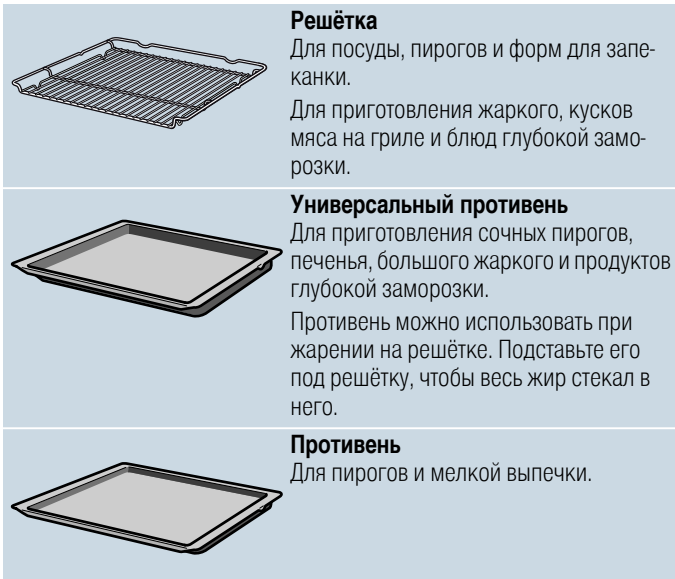 Решётка
Для посуды, пирогов и форм для запе-
канки.
Для приготовления жаркого, кусков
мяса на гриле и блюд глубокой замо-
розки.
Универсальный противень
Для приготовления сочных пирогов,
печенья, большого жаркого и продуктов
глубокой заморозки.
Противень можно использовать при
жарении на решётке. Подставьте его
под решётку, чтобы весь жир стекал в
него.
Противень
Для пирогов и мелкой выпечки.